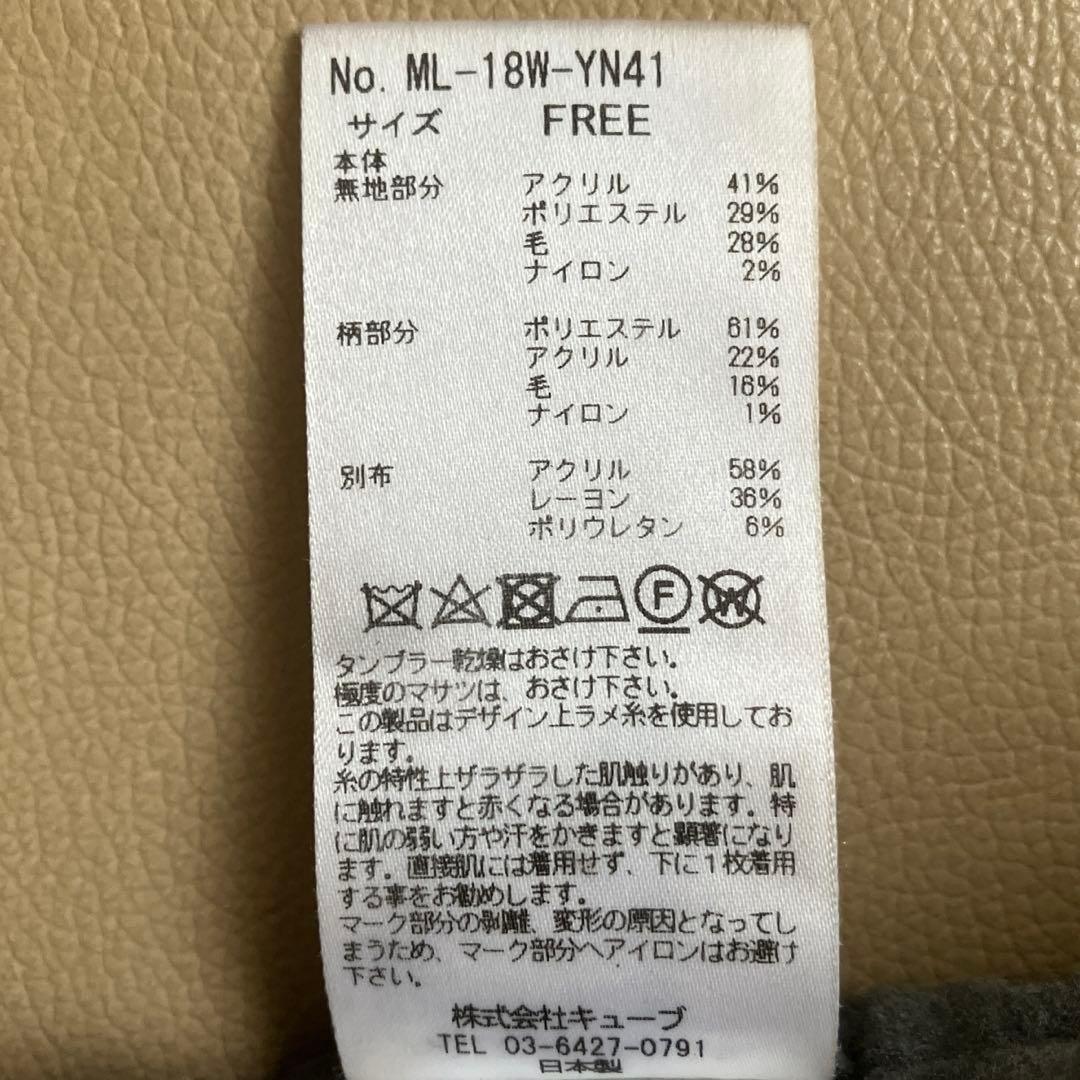 No. ML-18W-YN41
サイズ FREE
本体
無地部分 アクリル 41%
ポリエステル 29%
毛 28%
ナイロン 2%
柄部分 ポリエステル 61%
アクリル 22%
毛 16%
ナイロン 1%
別布 アクリル 58%
レーヨン 36%
ポリウレタン 6%
F W
タンブラー乾燥はおさけ下さい。
極度のマサツは、おさけ下さい。
この製品はデザイン上ラメ糸を使用してお
ります。
糸の特性上ザラザラした肌触りがあり、肌
に触れますと赤くなる場合があります。特
に肌の弱い方や汗をかきますと顕著になり
ます。直接肌には着用せず、下に1枚着用
する事をお勧めします。
マーク部分の剥離、変形の原因となってし
まうため、マーク部分へアイロンはお避け
下さい。
株式会社キューブ
TEL 03-6427-0791
日本製